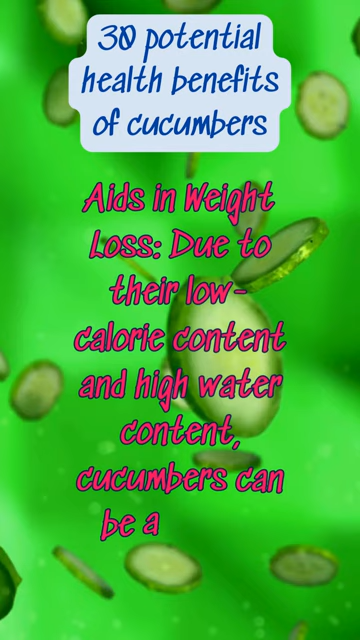 30 potential
health benefits
of cucumbers
Aids in Weight
Loss: Due to
their low-
calorie content
and high water
content,
cucumbers can
be a